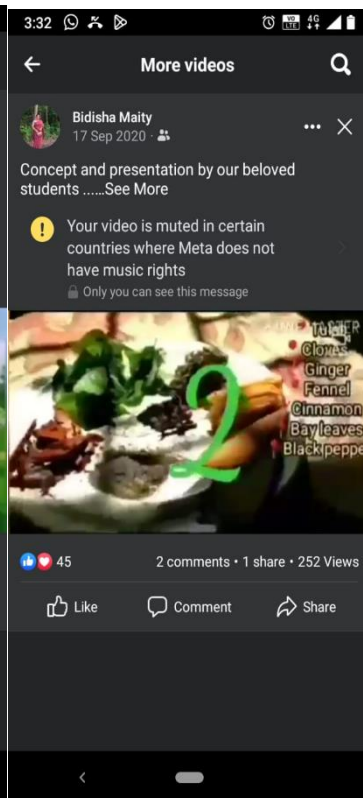 3:32
VO LTE 4G
More videos
Bidisha Maity
17 Sep 2020 ·
Concept and presentation by our beloved
students ......See More
Your video is muted in certain
countries where Meta does not
have music rights
Only you can see this message
2
Cloves
Ginger
Fennel
Cinnamon
Bay leaves
Black peppe
45
2 comments • 1 share • 252 Views
Like
Comment
Share